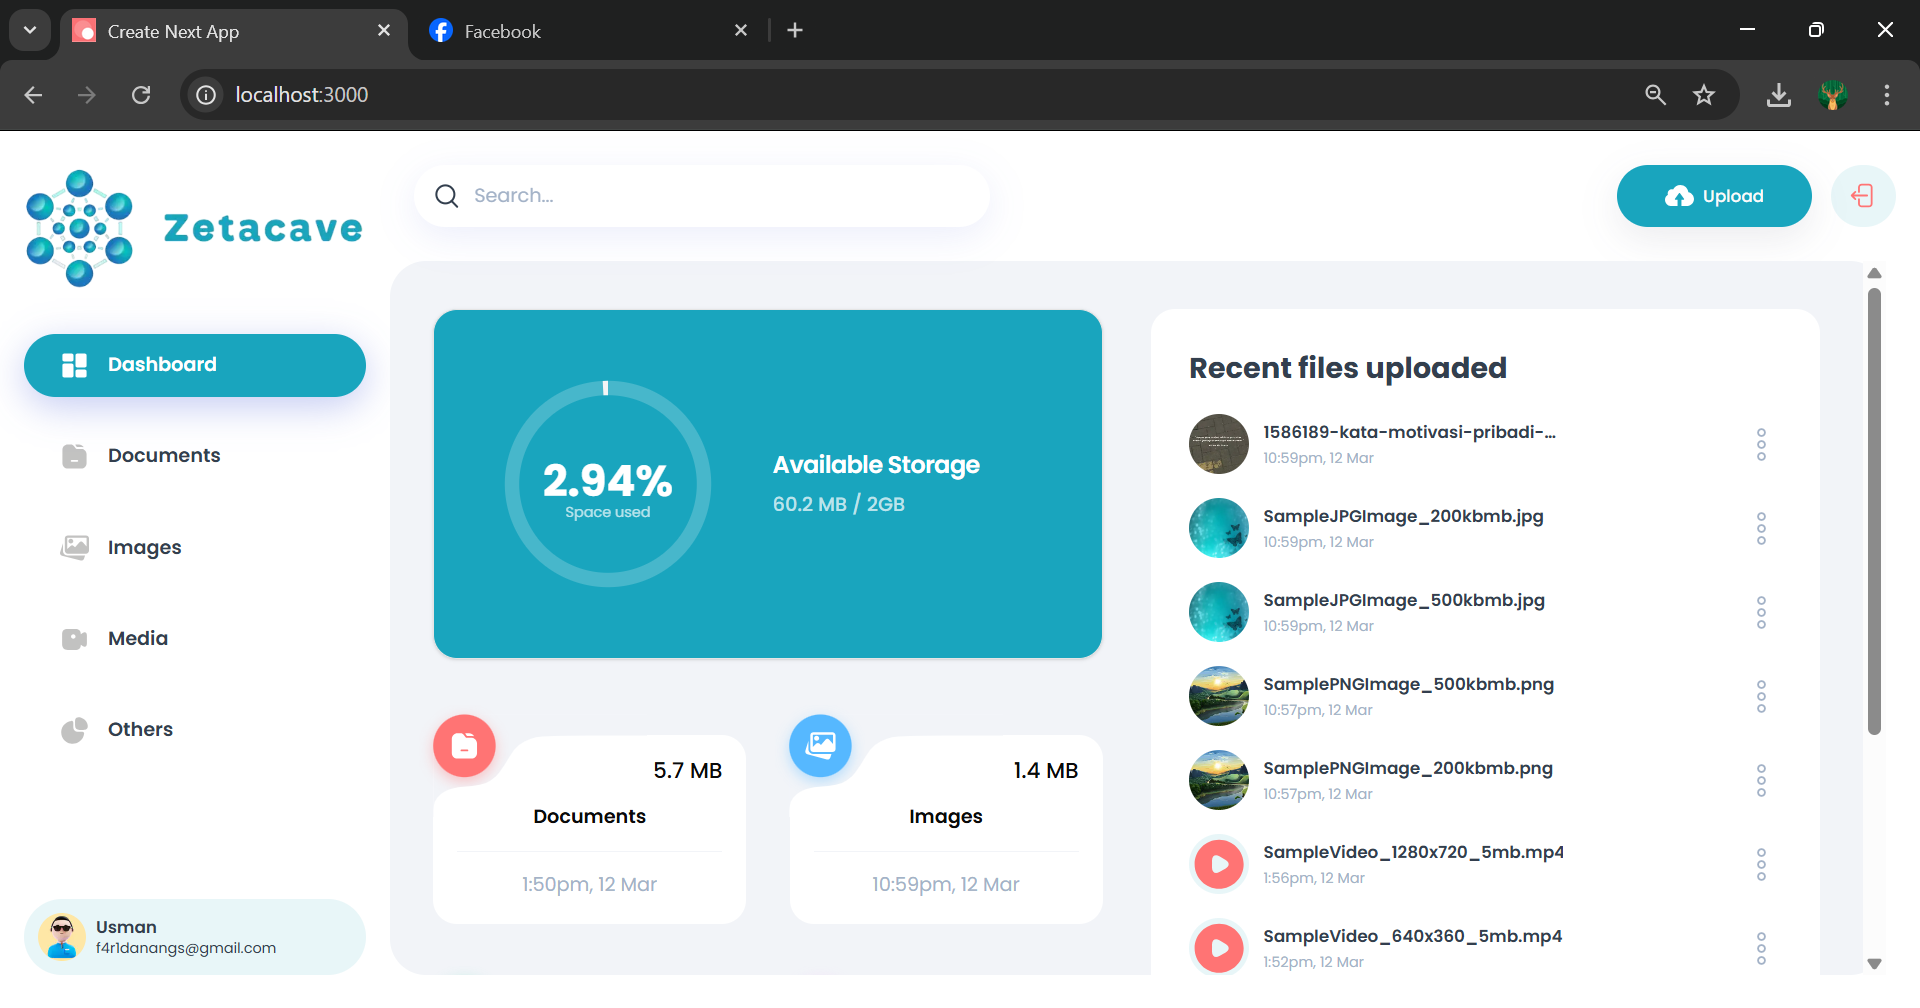 Create Next App
Facebook
localhost:3000
Zetacave
Search...
Upload
Dashboard
Documents
Images
Media
Others
Usman
f4r1danangs@gmail.com
2.94%
Space used
Available Storage
60.2 MB / 2GB
5.7 MB
Documents
1:50pm, 12 Mar
1.4 MB
Images
10:59pm, 12 Mar
Recent files uploaded
1586189-kata-motivasi-pribadi-...
10:59pm, 12 Mar
SampleJPGImage_200kbmb.jpg
10:59pm, 12 Mar
SampleJPGImage_500kbmb.jpg
10:59pm, 12 Mar
SamplePNGImage_500kbmb.png
10:57pm, 12 Mar
SamplePNGImage_200kbmb.png
10:57pm, 12 Mar
SampleVideo_1280x720_5mb.mp4
1:56pm, 12 Mar
SampleVideo_640x360_5mb.mp4
1:52pm, 12 Mar